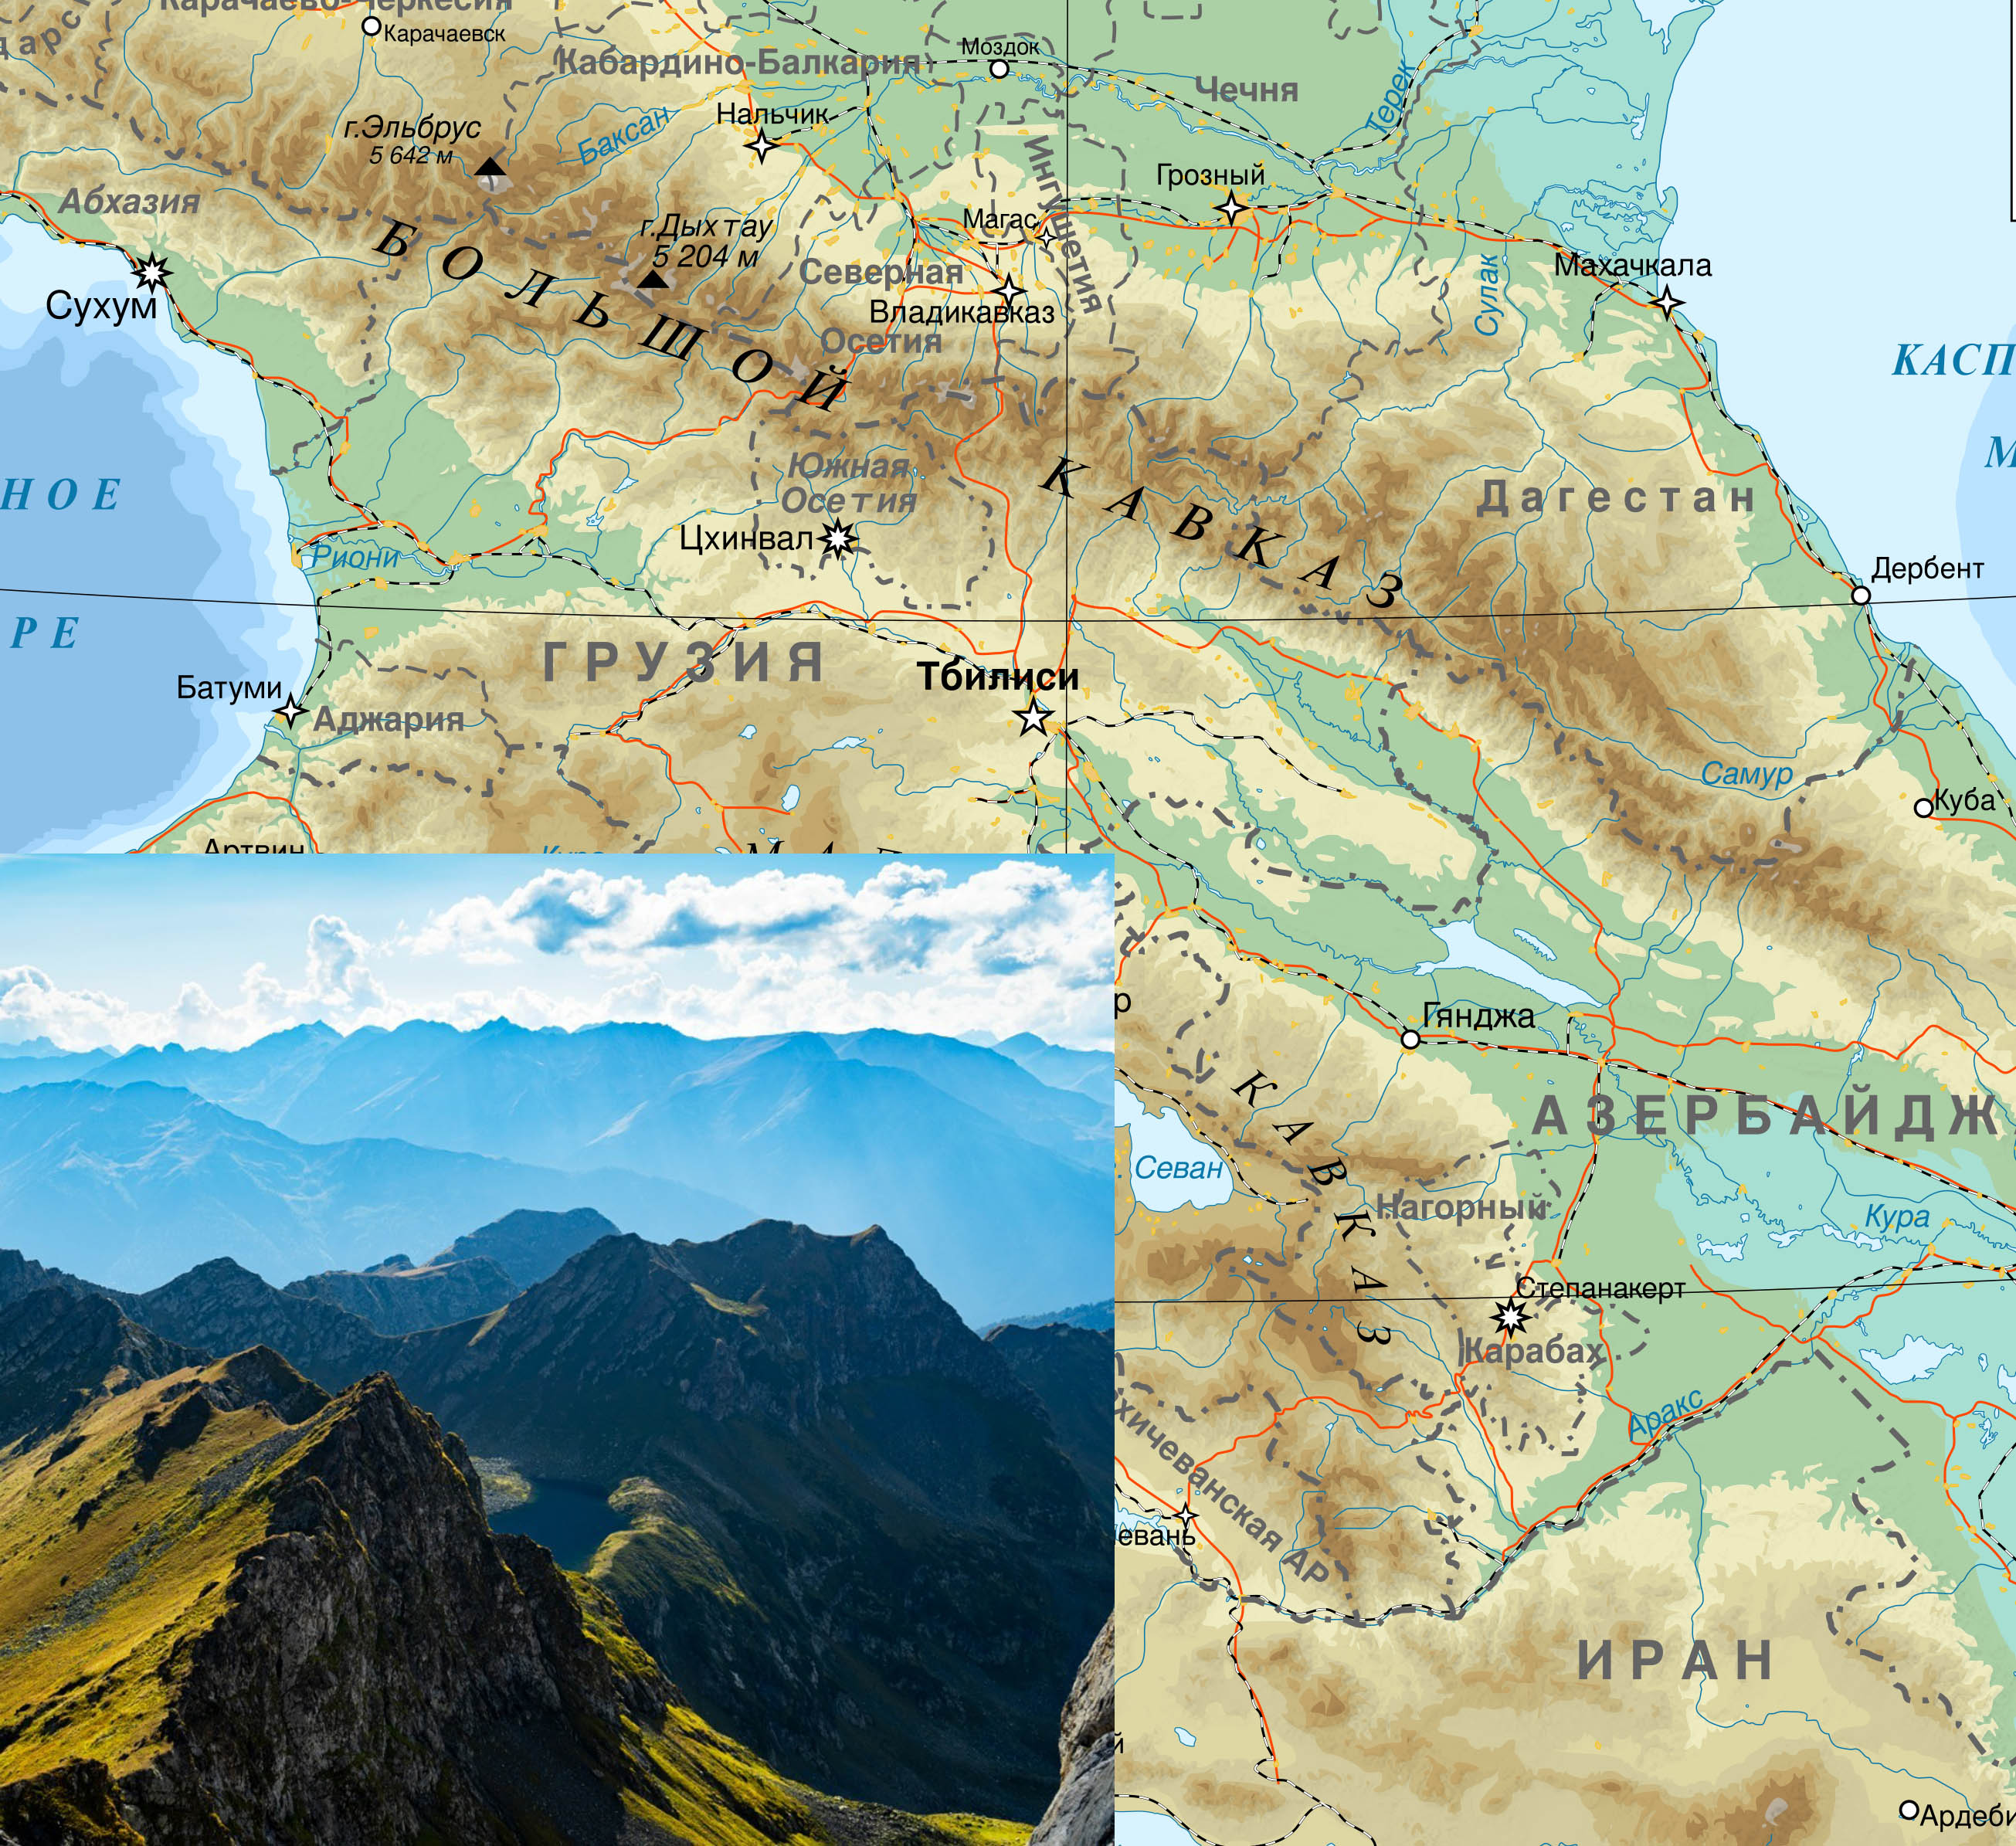 Карачаево-Черкесия
Карачаевск
Кабардино-Балкария
Моздок
Чечня
Терек
Нальчик
г.Эльбрус
5 642 м
Баксан
Ингушетия
Грозный
Абхазия
Магас
г.Дых тау
5 204 м
Северная
Осетия
Владикавказ
Сулак
Махачкала
Сухум
БОЛЬШОЙ КАВКАЗ
КАСП
М
НОЕ
РЕ
Южная
Осетия
Дагестан
Цхинвал
Риони
Дербент
ГРУЗИЯ
Тбилиси
Батуми
Аджария
Самур
Куба
Артвин
Кура
МАЛ
Гянджа
КАВКАЗ
АЗЕРБАЙДЖ
Севан
Нагорный
Карабах
Кура
Степанакерт
Аракс
хичеванская АР
евань
ИРАН
Ардеби